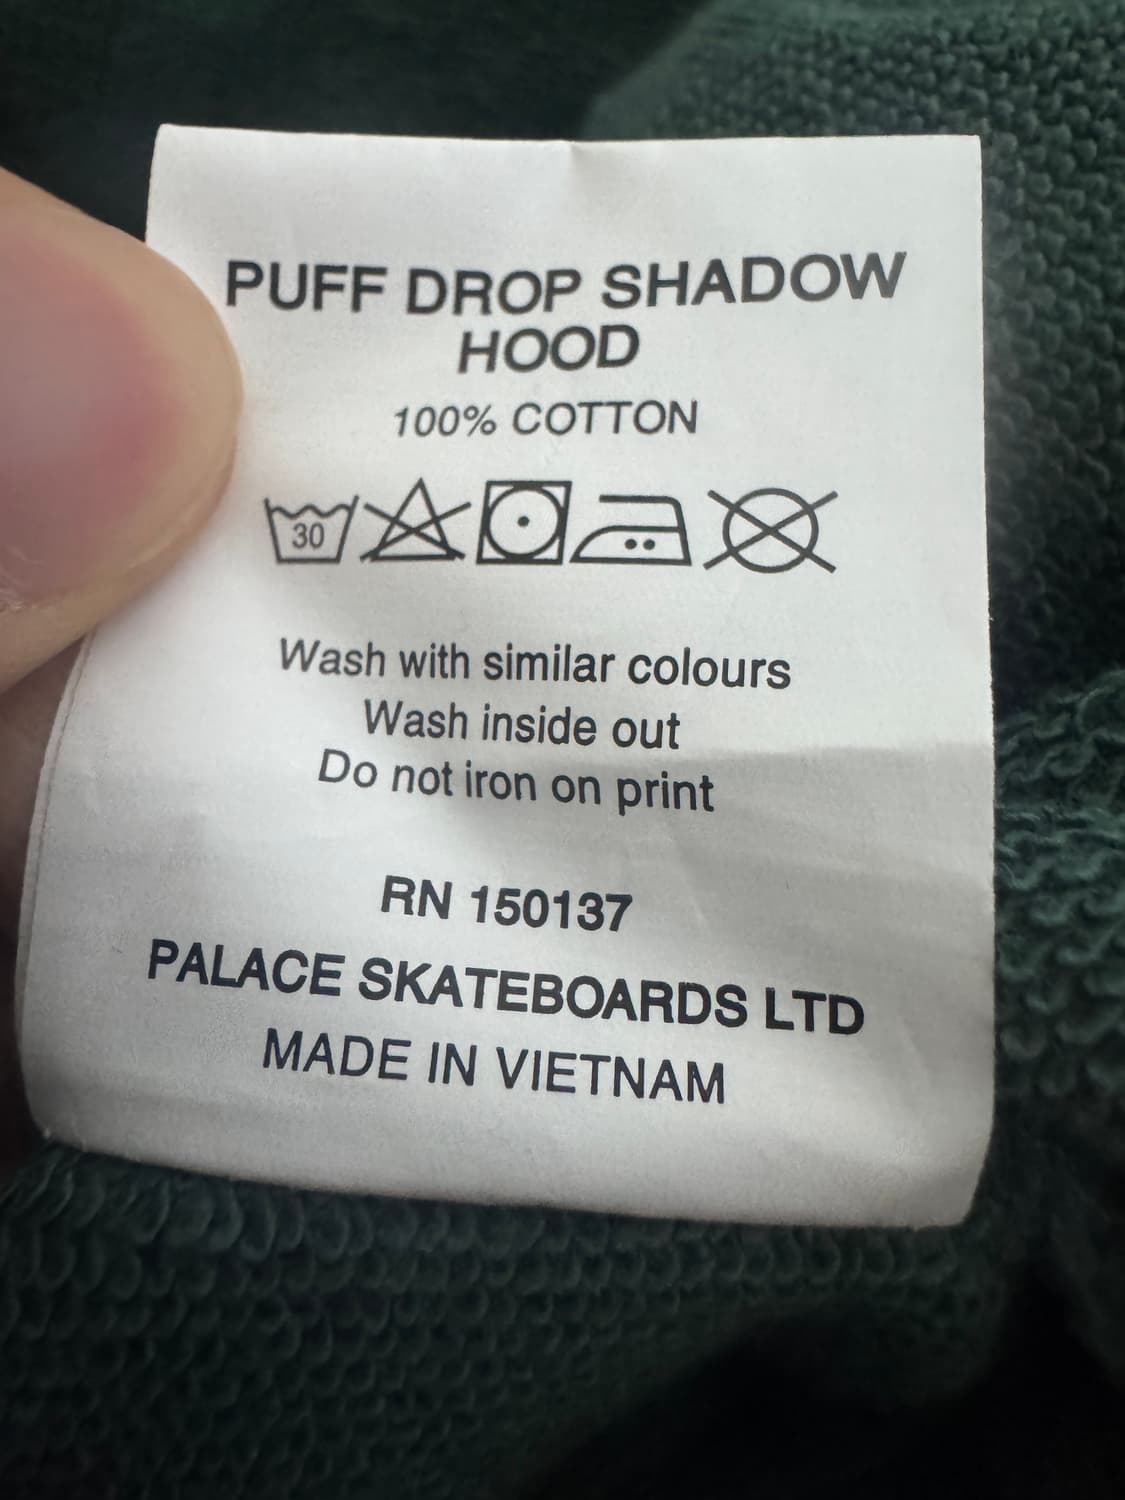 PUFF DROP SHADOW
HOOD
100% COTTON
30
Wash with similar colours
Wash inside out
Do not iron on print
RN 150137
PALACE SKATEBOARDS LTD
MADE IN VIETNAM